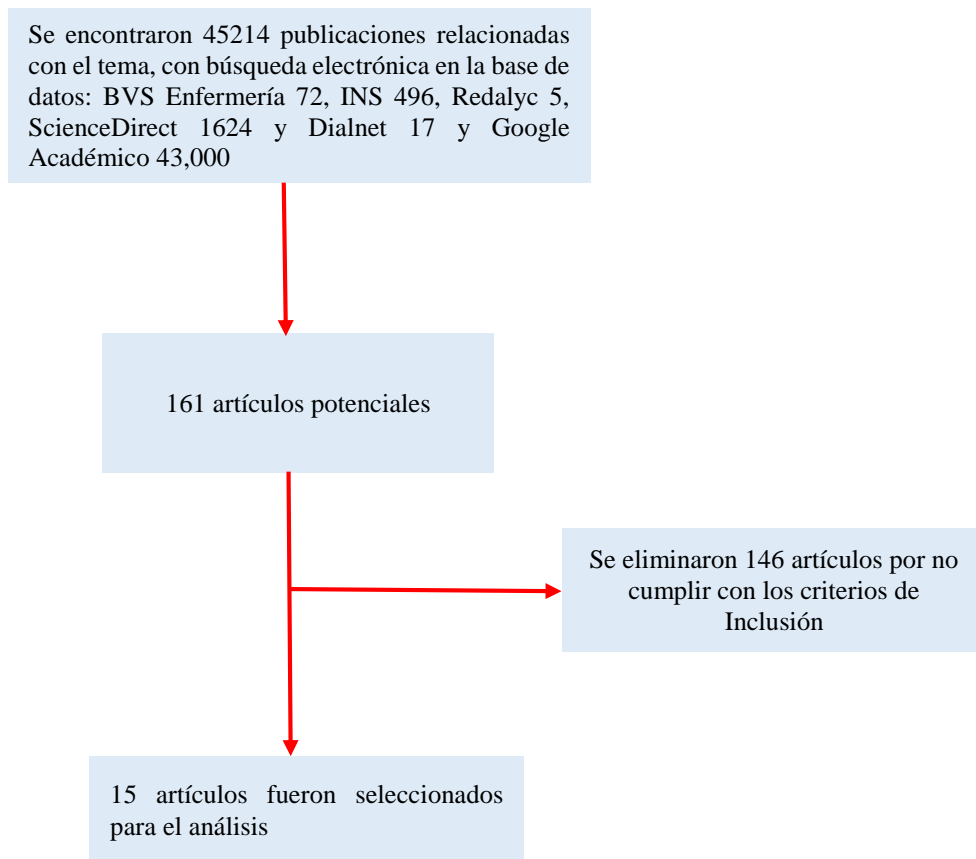 Se encontraron 45214 publicaciones relacionadas
con el tema, con búsqueda electrónica en la base de
datos: BVS Enfermería 72, INS 496, Redalyc 5,
ScienceDirect 1624 y Dialnet 17 y Google
Académico 43,000
161 artículos potenciales
Se eliminaron 146 artículos por no
cumplir con los criterios de
Inclusión
15 artículos fueron seleccionados
para el análisis